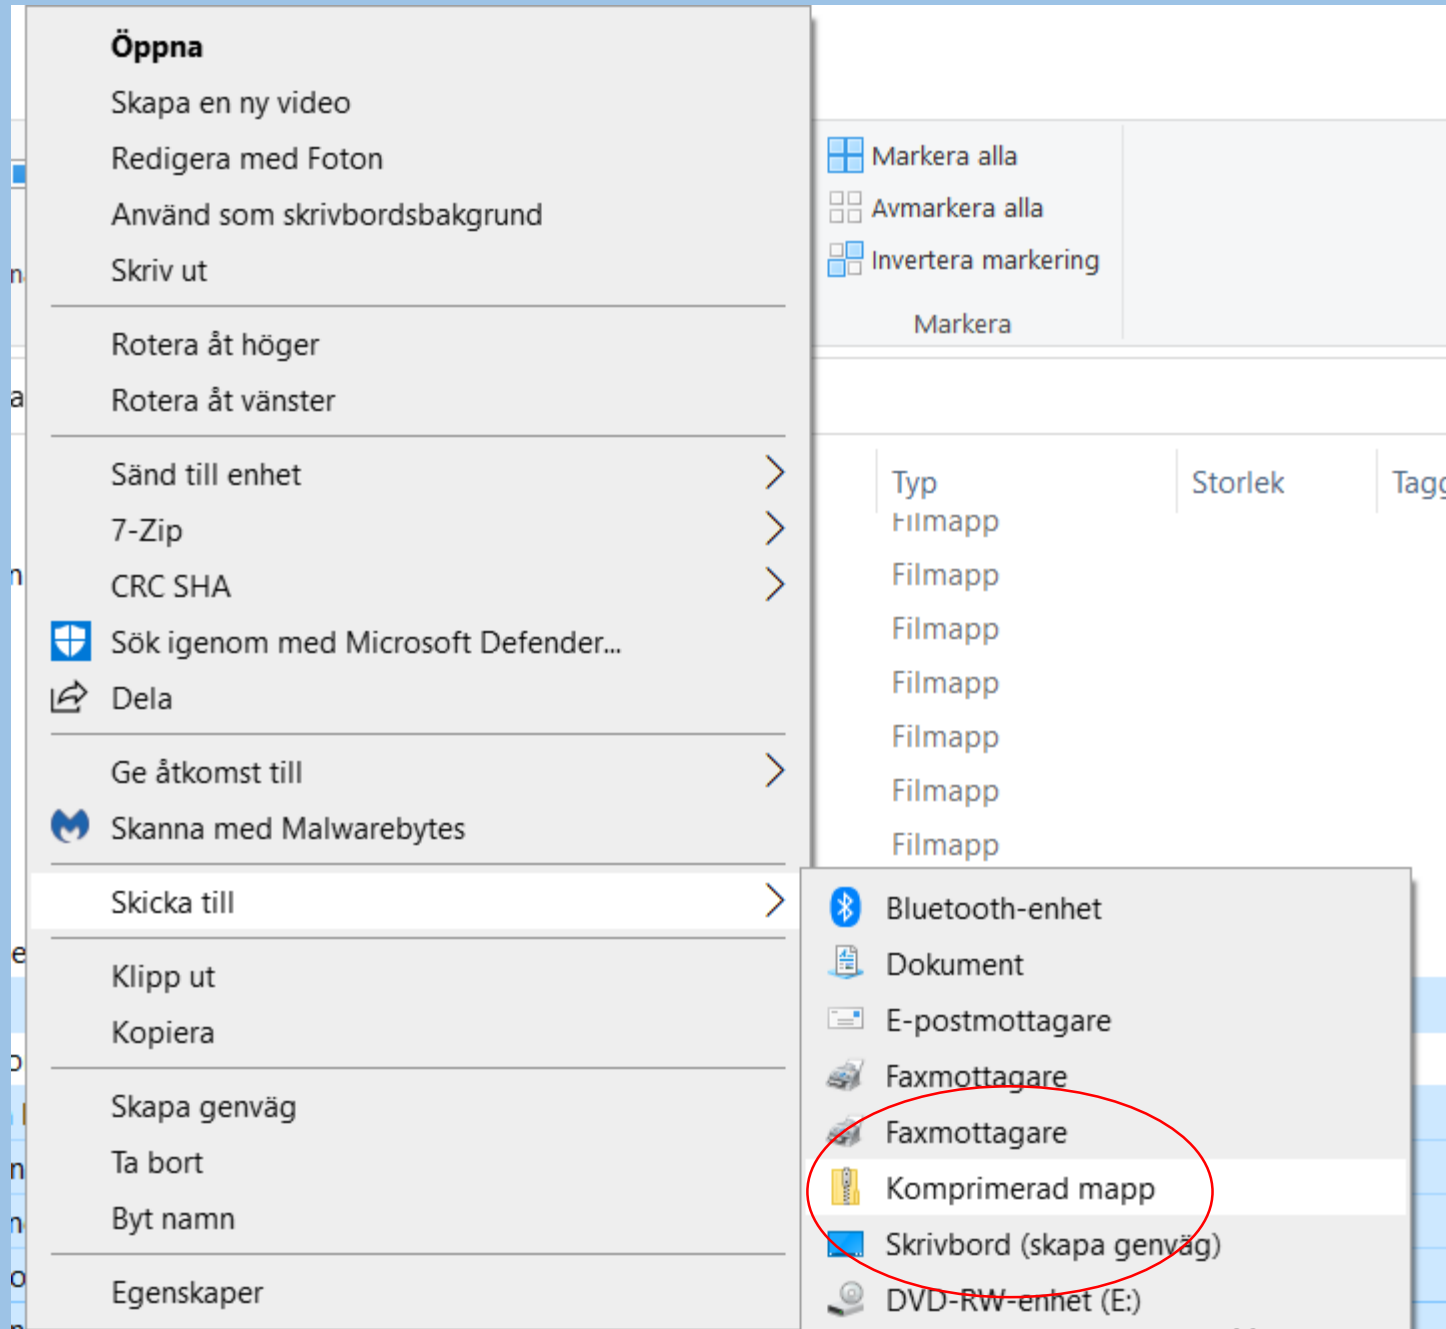 Öppna
Skapa en ny video
Redigera med Foton
Använd som skrivbordsbakgrund
Skriv ut
Rotera åt höger
Rotera åt vänster
Sänd till enhet
7-Zip
CRC SHA
Sök igenom med Microsoft Defender...
Dela
Ge åtkomst till
Skanna med Malwarebytes
Skicka till
Klipp ut
Kopiera
Skapa genväg
Ta bort
Byt namn
Egenskaper
Markera alla
Avmarkera alla
Invertera markering
Markera
Typ Storlek Tagg
Filmapp
Filmapp
Filmapp
Filmapp
Filmapp
Filmapp
Filmapp
Bluetooth-enhet
Dokument
E-postmottagare
Faxmottagare
Faxmottagare
Komprimerad mapp
Skrivbord (skapa genväg)
DVD-RW-enhet (E:)